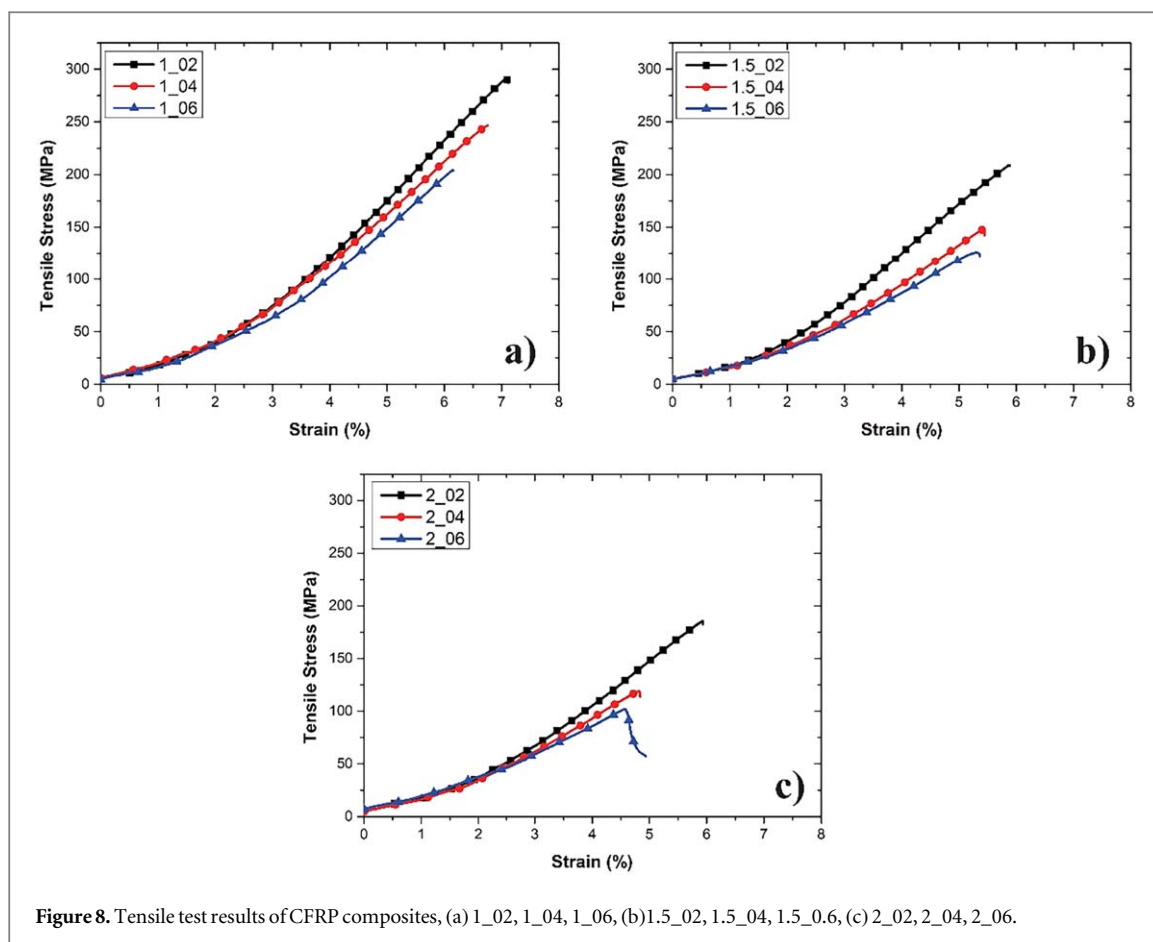 1_02
1_04
1_06
300
250
200
150
100
50
0
Tensile Stress (MPa)
a)
0 1 2 3 4 5 6 7 8
Strain (%)
1.5_02
1.5_04
1.5_06
300
250
200
150
100
50
0
Tensile Stress (MPa)
b)
0 1 2 3 4 5 6 7 8
Strain (%)
2_02
2_04
2_06
300
250
200
150
100
50
0
Tensile Stress (MPa)
c)
0 1 2 3 4 5 6 7 8
Strain (%)
Figure 8. Tensile test results of CFRP composites, (a) 1_02, 1_04, 1_06, (b)1.5_02, 1.5_04, 1.5_0.6, (c) 2_02, 2_04, 2_06.